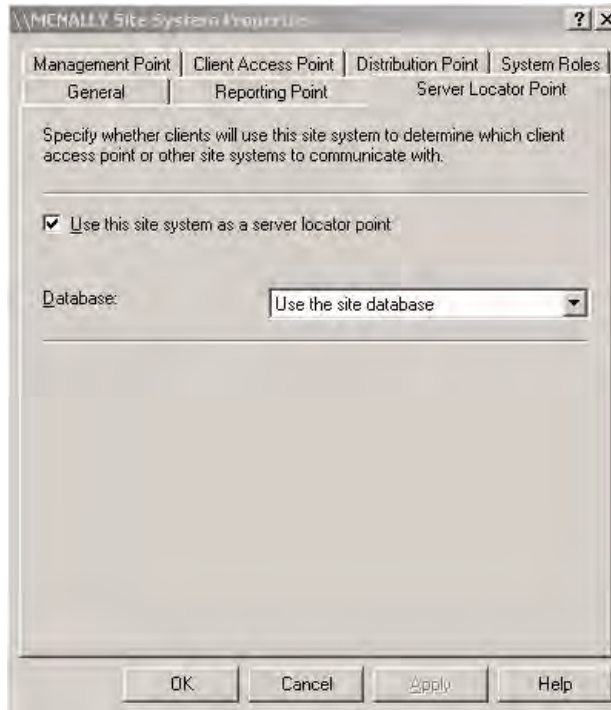 \\MCNALLY Site System Properties
Management Point Client Access Point Distribution Point System Roles
General Reporting Point Server Locator Point
Specify whether clients will use this site system to determine which client
access point or other site systems to communicate with.
Use this site system as a server locator point
Database: Use the site database
OK Cancel Apply Help